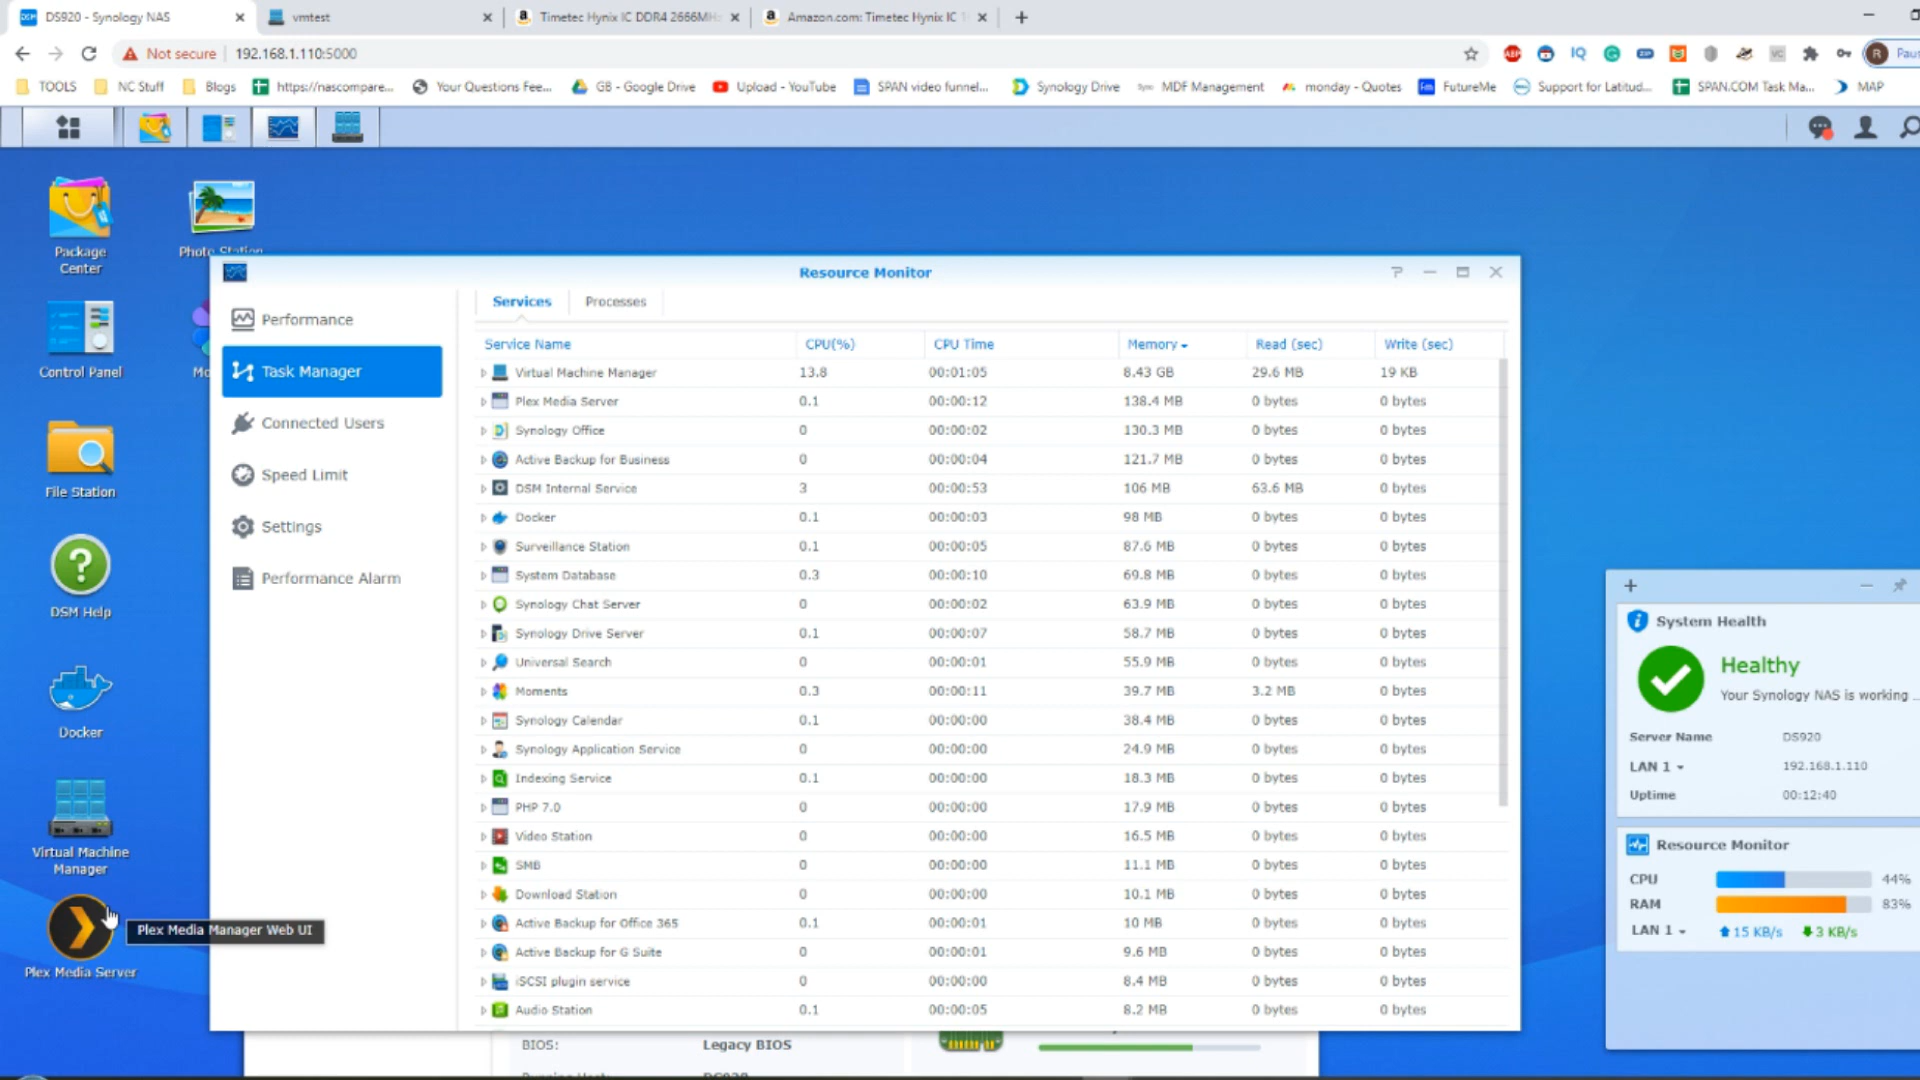 DS920 - Synology NAS
vmtest
Timetec Hynix IC DDR4 2666MHz
Amazon.com: Timetec Hynix IC
Not secure 192.168.1.110:5000
TOOLS NC Stuff Blogs https://nascompare... Your Questions Fee... GB - Google Drive Upload - YouTube SPAN video funnel... Synology Drive MDF Management monday - Quotes FutureMe Support for Latitud... SPAN.COM Task Ma... MAP
Package
Center
Photo Station
Control Panel
Mo
File Station
DSM Help
Docker
Virtual Machine
Manager
Plex Media Server
Plex Media Manager Web UI
Resource Monitor
Performance
Task Manager
Connected Users
Speed Limit
Settings
Performance Alarm
Services Processes
Service Name CPU(%) CPU Time Memory Read (sec) Write (sec)
Virtual Machine Manager 13.8 00:01:05 8.43 GB 29.6 MB 19 KB
Plex Media Server 0.1 00:00:12 138.4 MB 0 bytes 0 bytes
Synology Office 0 00:00:02 130.3 MB 0 bytes 0 bytes
Active Backup for Business 0 00:00:04 121.7 MB 0 bytes 0 bytes
DSM Internal Service 3 00:00:53 106 MB 63.6 MB 0 bytes
Docker 0.1 00:00:03 98 MB 0 bytes 0 bytes
Surveillance Station 0.1 00:00:05 87.6 MB 0 bytes 0 bytes
System Database 0.3 00:00:10 69.8 MB 0 bytes 0 bytes
Synology Chat Server 0 00:00:02 63.9 MB 0 bytes 0 bytes
Synology Drive Server 0.1 00:00:07 58.7 MB 0 bytes 0 bytes
Universal Search 0 00:00:01 55.9 MB 0 bytes 0 bytes
Moments 0.3 00:00:11 39.7 MB 3.2 MB 0 bytes
Synology Calendar 0.1 00:00:00 38.4 MB 0 bytes 0 bytes
Synology Application Service 0 00:00:00 24.9 MB 0 bytes 0 bytes
Indexing Service 0.1 00:00:00 18.3 MB 0 bytes 0 bytes
PHP 7.0 0 00:00:00 17.9 MB 0 bytes 0 bytes
Video Station 0 00:00:00 16.5 MB 0 bytes 0 bytes
SMB 0 00:00:00 11.1 MB 0 bytes 0 bytes
Download Station 0 00:00:00 10.1 MB 0 bytes 0 bytes
Active Backup for Office 365 0.1 00:00:01 10 MB 0 bytes 0 bytes
Active Backup for G Suite 0 00:00:01 9.6 MB 0 bytes 0 bytes
iSCSI plugin service 0 00:00:00 8.4 MB 0 bytes 0 bytes
Audio Station 0.1 00:00:05 8.2 MB 0 bytes 0 bytes
BIOS: Legacy BIOS
System Health
Healthy
Your Synology NAS is working ...
Server Name DS920
LAN 1 192.168.1.110
Uptime 00:12:40
Resource Monitor
CPU 44%
RAM 83%
LAN 1 15 KB/s 3 KB/s